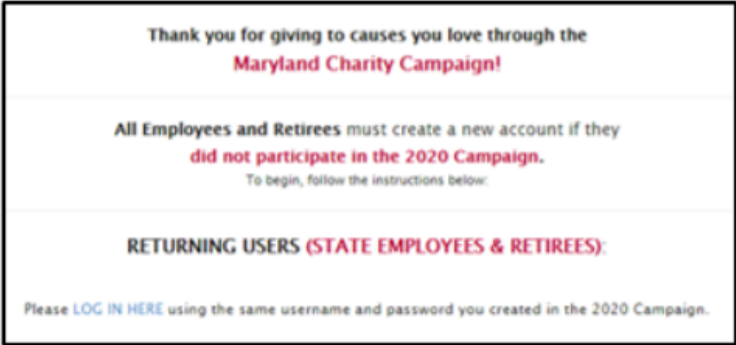 Thank you for giving to causes you love through the
Maryland Charity Campaign!
All Employees and Retirees must create a new account if they
did not participate in the 2020 Campaign.
To begin, follow the instructions below:
RETURNING USERS (STATE EMPLOYEES & RETIREES):
Please LOG IN HERE using the same username and password you created in the 2020 Campaign.